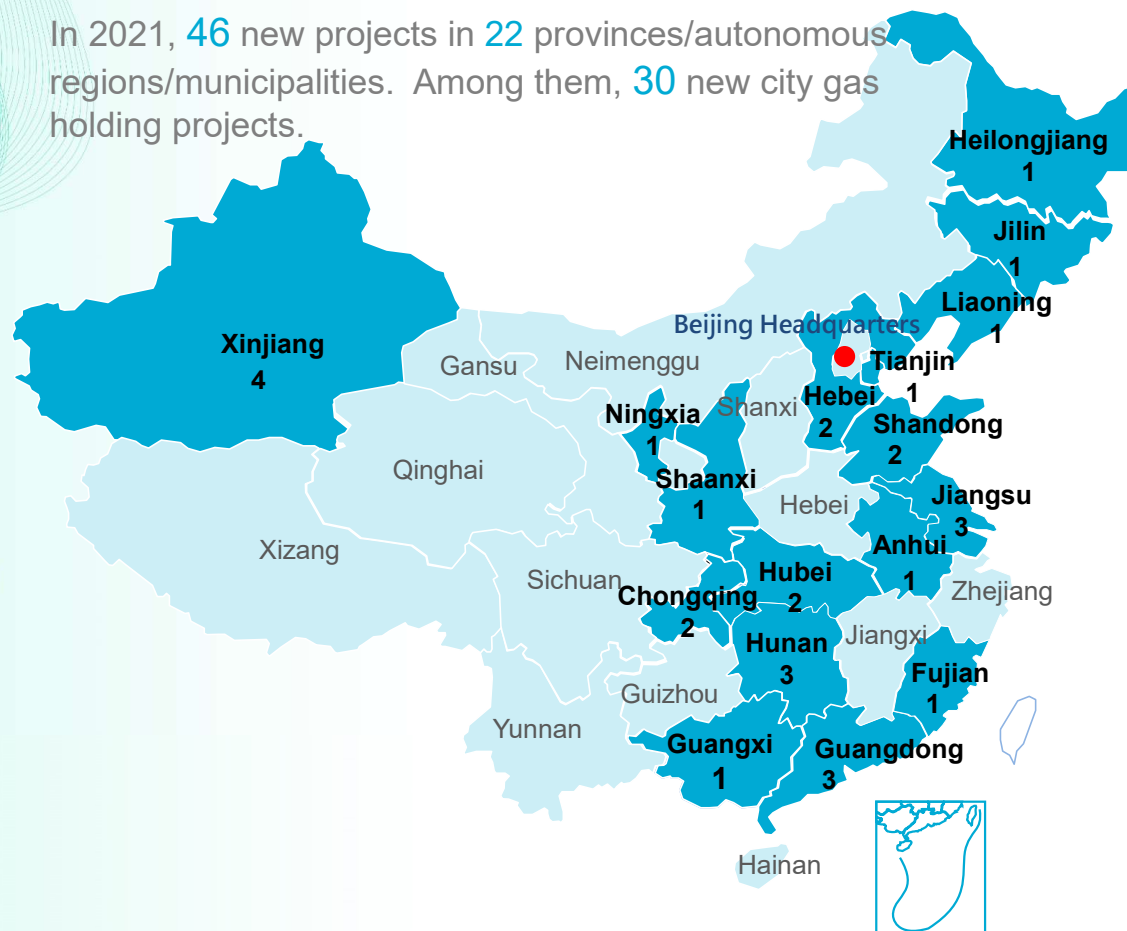 In 2021, 46 new projects in 22 provinces/autonomous
regions/municipalities. Among them, 30 new city gas
holding projects.
Heilongjiang
1
Jilin
1
Liaoning
1
Beijing Headquarters
Xinjiang
4
Gansu
Neimenggu
Tianjin
1
Hebei
2
Shanxi
Ningxia
1
Shandong
2
Qinghai
Shaanxi
1
Hebei
Jiangsu
3
Anhui
1
Xizang
Sichuan
Hubei
2
Chongqing
2
Zhejiang
Hunan
3
Jiangxi
Fujian
1
Guizhou
Yunnan
Guangxi
1
Guangdong
3
Hainan